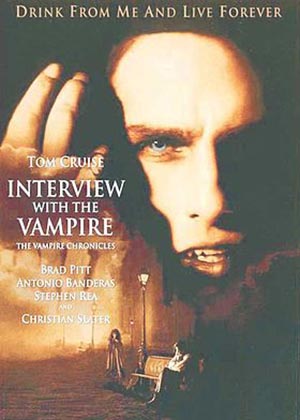 DRINK FROM ME AND LIVE FOREVER
TOM CRUISE
INTERVIEW
WITH THE
VAMPIRE
THE VAMPIRE CHRONICLES
BRAD PITT
ANTONIO BANDERAS
STEPHEN REA
AND
CHRISTIAN SLATER